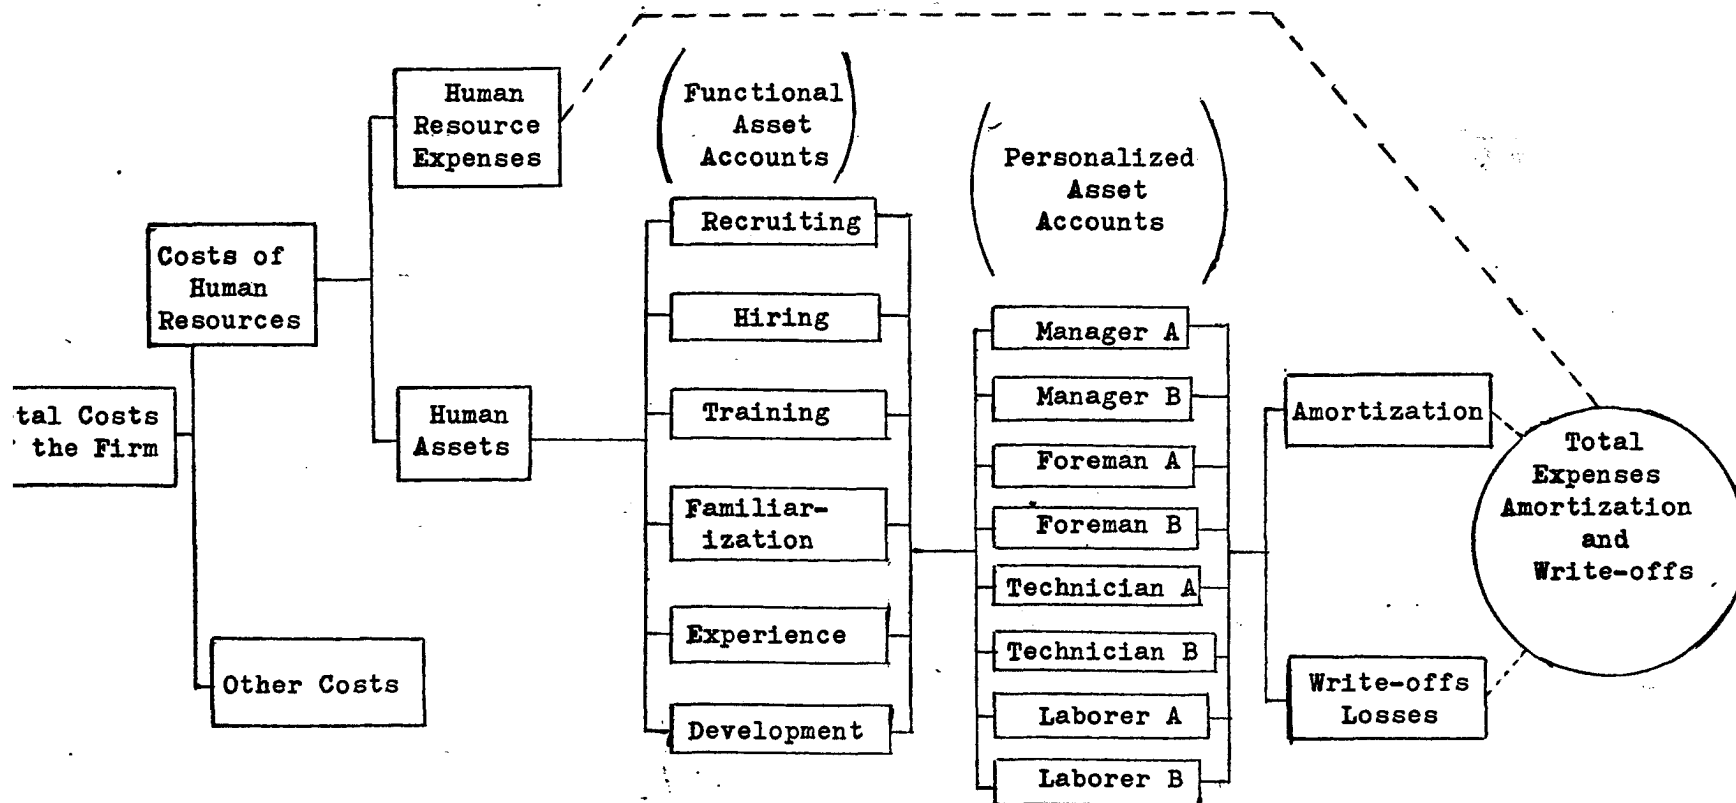 Human
Resource
Expenses
Functional
Asset
Accounts
Personalized
Asset
Accounts
Costs of
Human
Resources
tal Costs
the Firm
Other Costs
Human
Assets
Recruiting
Hiring
Training
Familiar-
ization
Experience
Development
Manager A
Manager B
Foreman A
Foreman B
Technician A
Technician B
Laborer A
Laborer B
Amortization
Write-offs
Losses
Total
Expenses
Amortization
and
Write-offs